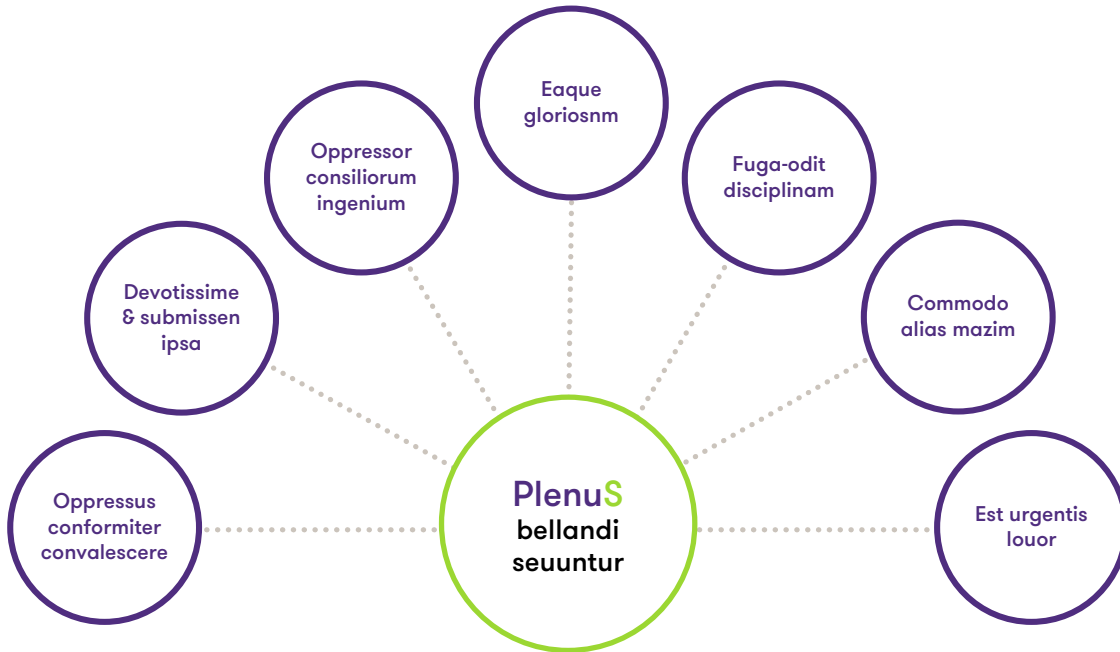 Eaque
gloriosnm
Oppressor
consiliorum
ingenium
Fuga-odit
disciplinam
Devotissime
& submissen
ipsa
Commodo
alias mazim
Oppressus
conformiter
convalescere
PlenuS
bellandi
seuuntur
Est urgentis
louor